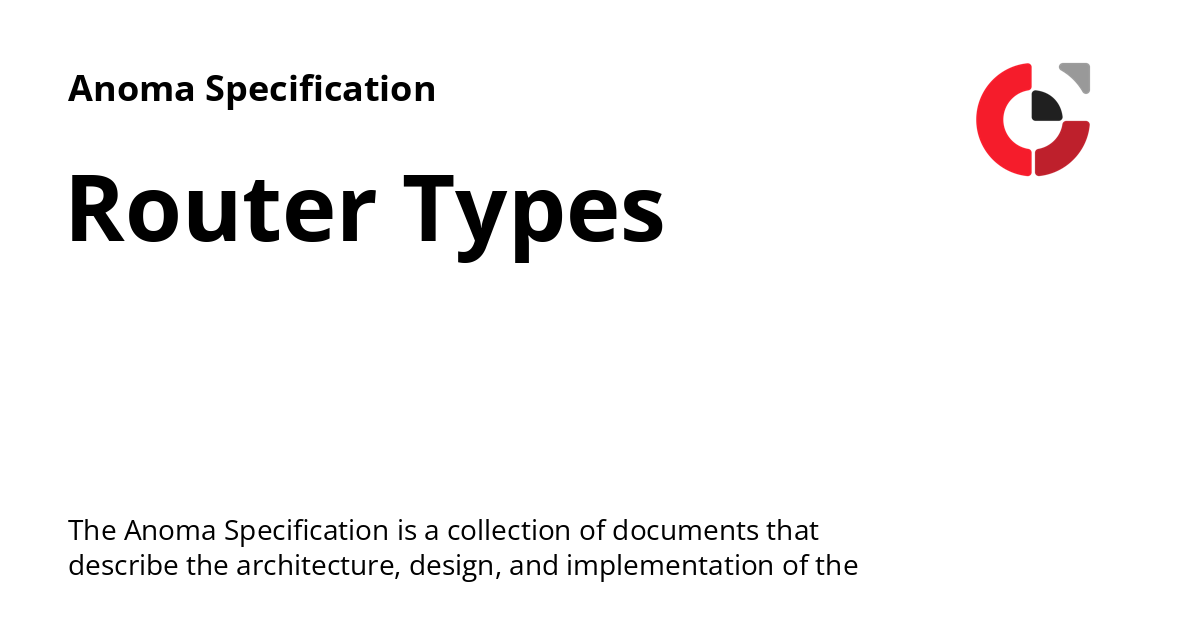 Anoma Specification
Router Types
The Anoma Specification is a collection of documents that
describe the architecture, design, and implementation of the